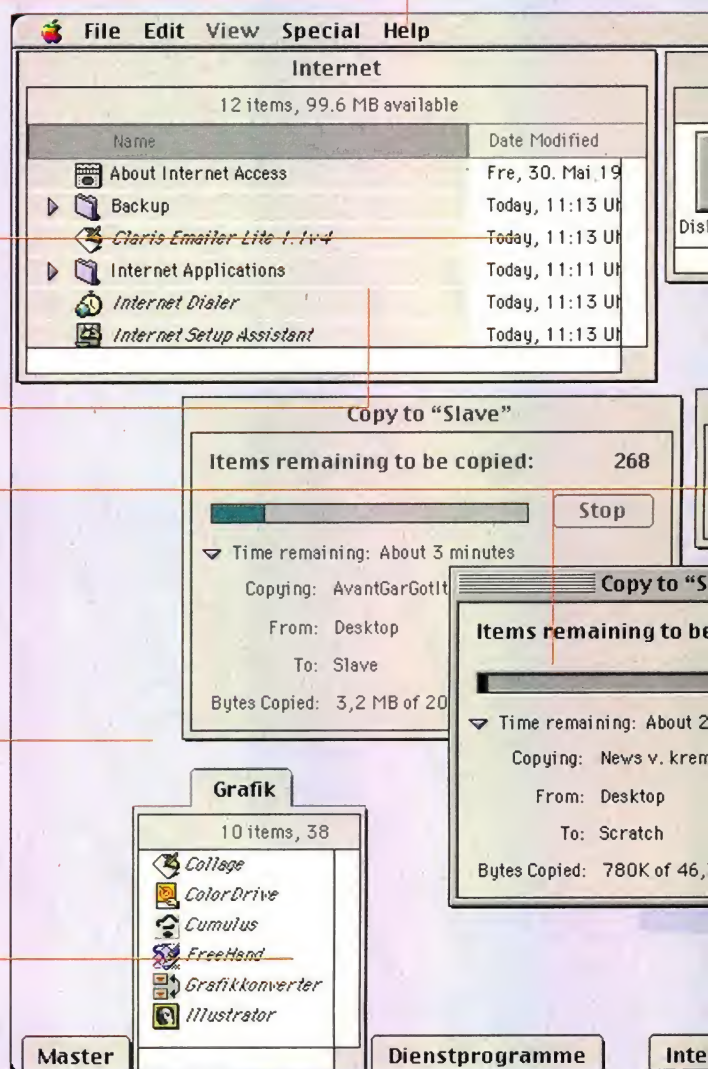 File Edit View Special Help
Internet
12 items, 99.6 MB available
Name Date Modified
About Internet Access Fre, 30. Mai 19
Backup Today, 11:13 Uh
Claris Emailer Lite 1.1v4 Today, 11:13 Uh
Internet Applications Today, 11:11 Uh
Internet Dialer Today, 11:13 Uh
Internet Setup Assistant Today, 11:13 Uh
Disk
Copy to “Slave”
Items remaining to be copied: 268
Stop
Time remaining: About 3 minutes
Copying: AvantGarGotIt
From: Desktop
To: Slave
Bytes Copied: 3,2 MB of 20
Copy to “S
Items remaining to be
Time remaining: About 2
Copying: News v. krem
From: Desktop
To: Scratch
Bytes Copied: 780K of 46,
Grafik
10 items, 38
Collage
ColorDrive
Cumulus
FreeHand
Grafikkonverter
Illustrator
Master Dienstprogramme Inte